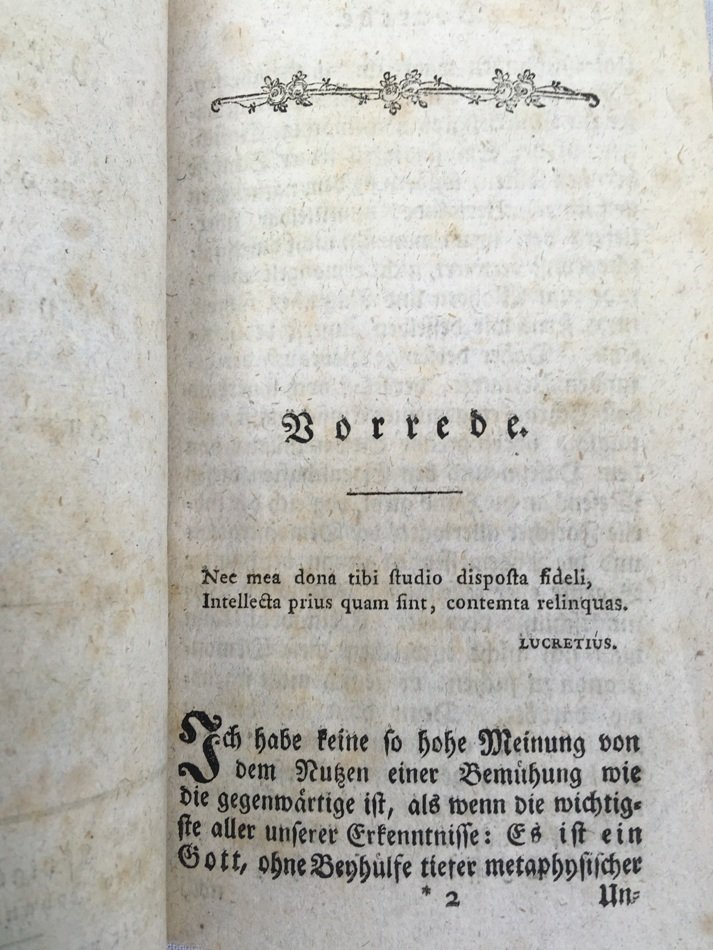 Vorrede.
Nec mea dona tibi ſtudio diſpoſta fideli,
Intellecta prius quam ſint, contemta relinquas.
LUCRETIUS.
Ich habe keine ſo hohe Meinung von
dem Nutzen einer Bemühung wie
die gegenwärtige iſt, als wenn die wichtig⸗
ſte aller unſerer Erkenntniſſe: Es iſt ein
Gott, ohne Beyhülfe tiefer metaphyſiſcher
* 2 Un⸗